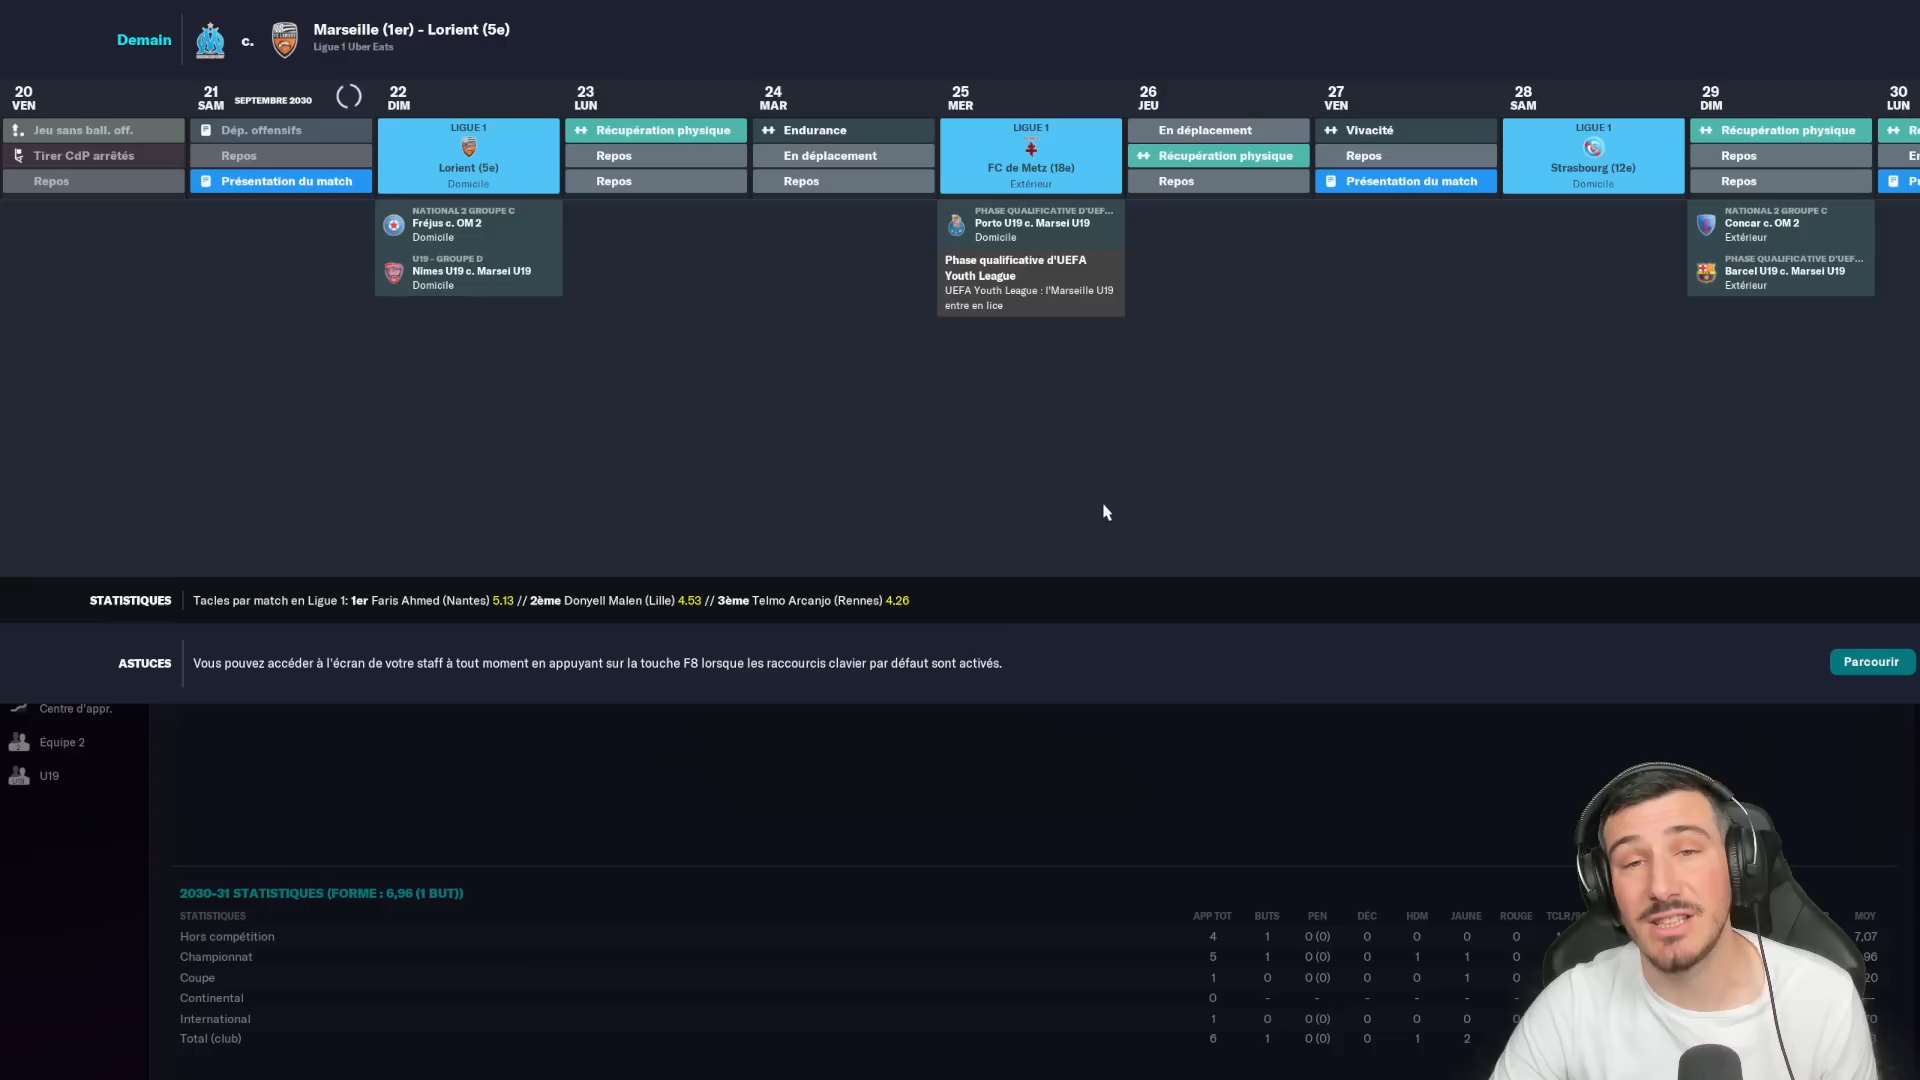 Demain
c.
Marseille (1er) - Lorient (5e)
Ligue 1 Uber Eats
20
VEN
21
SAM
SEPTEMBRE 2030
22
DIM
23
LUN
24
MAR
25
MER
26
JEU
27
VEN
28
SAM
29
DIM
30
LUN
Jeu sans ball. off.
Tirer CdP arrêtés
Repos
Dép. offensifs
Repos
Présentation du match
LIGUE 1
Lorient (5e)
Domicile
Récupération physique
Repos
Repos
Endurance
En déplacement
Repos
LIGUE 1
FC de Metz (18e)
Extérieur
En déplacement
Récupération physique
Repos
Vivacité
Repos
Présentation du match
LIGUE 1
Strasbourg (12e)
Domicile
Récupération physique
Repos
Repos
NATIONAL 2 GROUPE C
Fréjus c. OM 2
Domicile
U19 - GROUPE D
Nîmes U19 c. Marsei U19
Domicile
PHASE QUALIFICATIVE D'UEF...
Porto U19 c. Marsei U19
Domicile
Phase qualificative d'UEFA
Youth League
UEFA Youth League : l'Marseille U19
entre en lice
NATIONAL 2 GROUPE C
Concar c. OM 2
Extérieur
PHASE QUALIFICATIVE D'UEF...
Barcel U19 c. Marsei U19
Extérieur
STATISTIQUES
Tacles par match en Ligue 1: 1er Faris Ahmed (Nantes) 5.13 // 2ème Donyell Malen (Lille) 4.53 // 3ème Telmo Arcanjo (Rennes) 4.26
ASTUCES
Vous pouvez accéder à l'écran de votre staff à tout moment en appuyant sur la touche F8 lorsque les raccourcis clavier par défaut sont activés.
Parcourir
Centre d'appr.
Équipe 2
U19
2030-31 STATISTIQUES (FORME : 6,96 (1 BUT))
STATISTIQUES APP TOT BUTS PEN DÉC HDM JAUNE ROUGE MOY
Hors compétition 4 1 0 (0) 0 0 0 0 7,07
Championnat 5 1 0 (0) 0 1 1 0
Coupe 1 0 0 (0) 0 0 1 0
Continental 0 - - - - - -
International 1 0 0 (0) 0 0 0 0
Total (club) 6 1 0 (0) 0 1 2